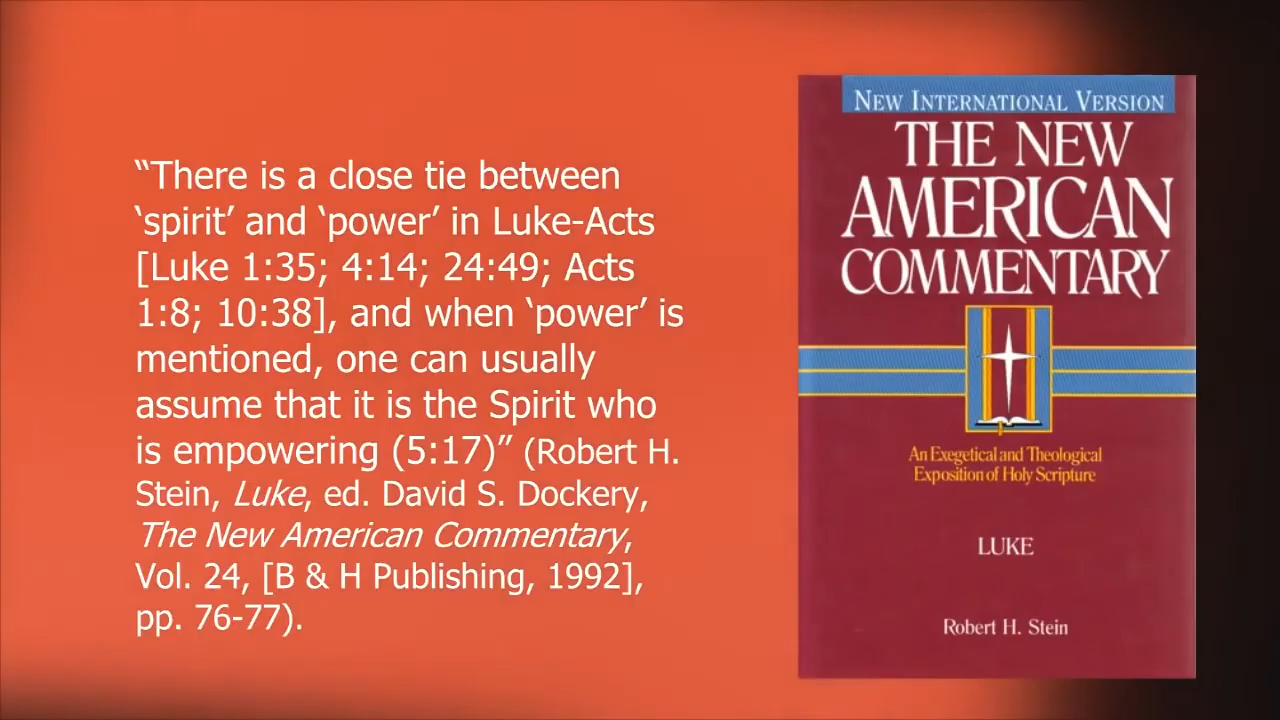 “There is a close tie between
‘spirit’ and ‘power’ in Luke-Acts
[Luke 1:35; 4:14; 24:49; Acts
1:8; 10:38], and when ‘power’ is
mentioned, one can usually
assume that it is the Spirit who
is empowering (5:17)” (Robert H.
Stein, Luke, ed. David S. Dockery,
The New American Commentary,
Vol. 24, [B & H Publishing, 1992],
pp. 76-77).
NEW INTERNATIONAL VERSION
THE NEW
AMERICAN
COMMENTARY
An Exegetical and Theological
Exposition of Holy Scripture
LUKE
Robert H. Stein